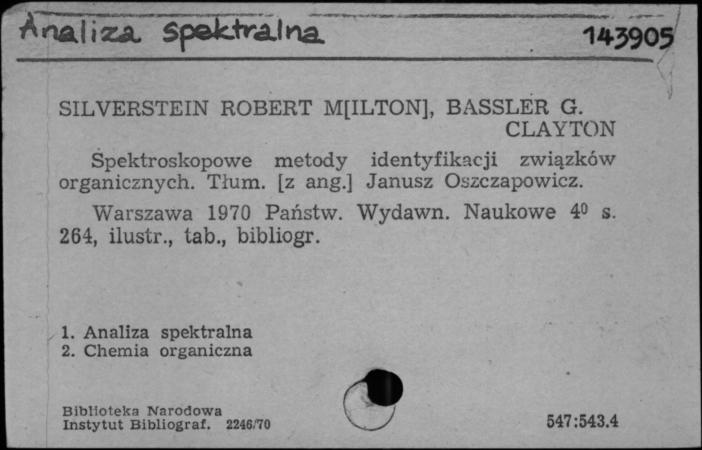 Analiza spektralna 143905
SILVERSTEIN ROBERT M[ILTON], BASSLER G.
CLAYTON
Spektroskopowe metody identyfikacji związków
organicznych. Tłum. [z ang.] Janusz Oszczapowicz.
Warszawa 1970 Państw. Wydawn. Naukowe 4⁰ s.
264, ilustr., tab., bibliogr.
1. Analiza spektralna
2. Chemia organiczna
Biblioteka Narodowa
Instytut Bibliograf. 2246/70 547:543.4